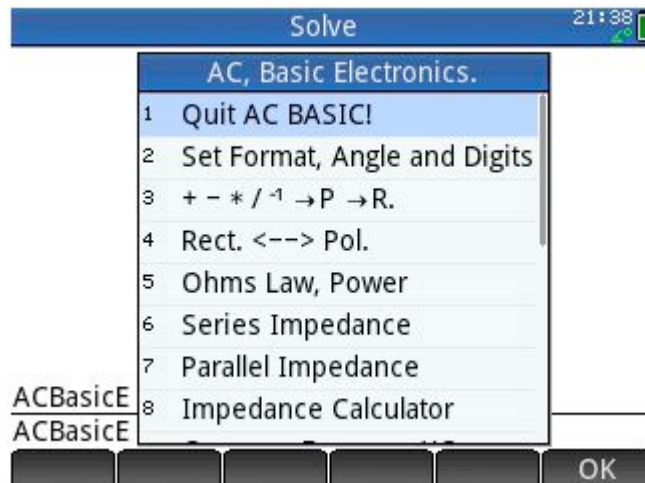 Solve
21:38
AC, Basic Electronics.
1 Quit AC BASIC!
2 Set Format, Angle and Digits
3 + − * / ⁻¹ →P →R.
4 Rect. <--> Pol.
5 Ohms Law, Power
6 Series Impedance
7 Parallel Impedance
8 Impedance Calculator
ACBasicE
ACBasicE
OK